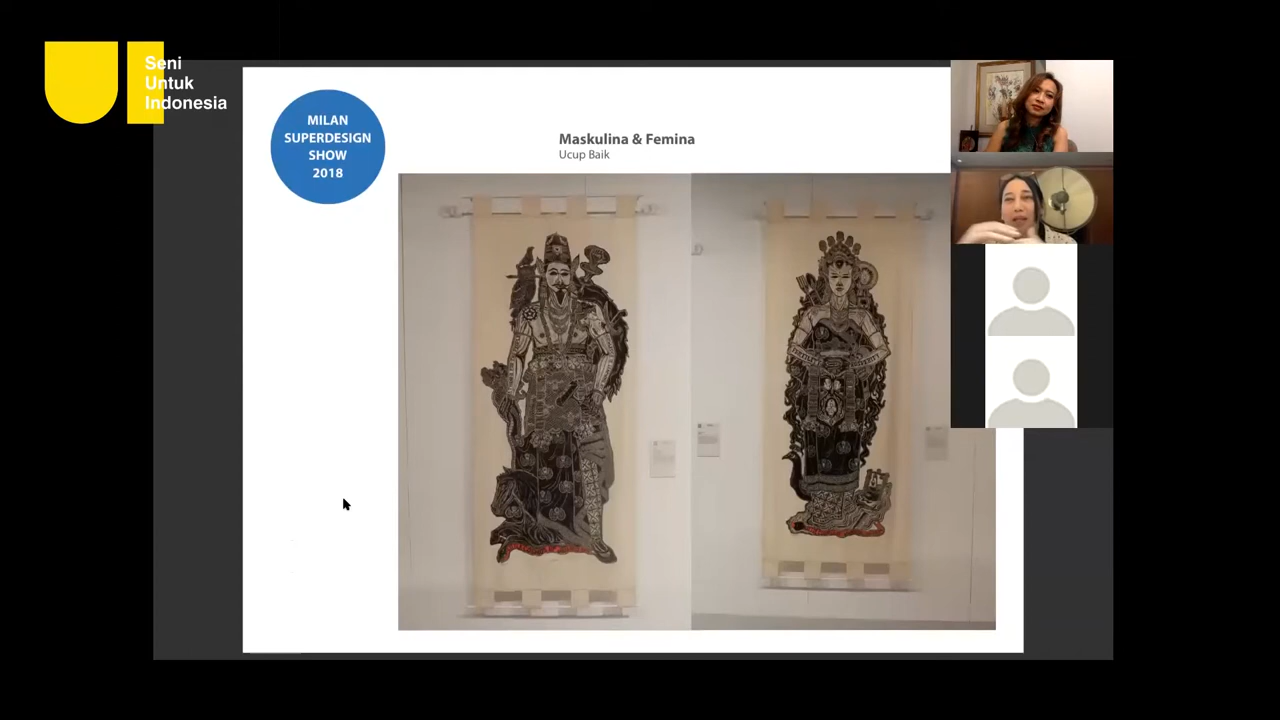 Seni
Untuk
Indonesia
MILAN
SUPERDESIGN
SHOW
2018
Maskulina & Femina
Ucup Baik